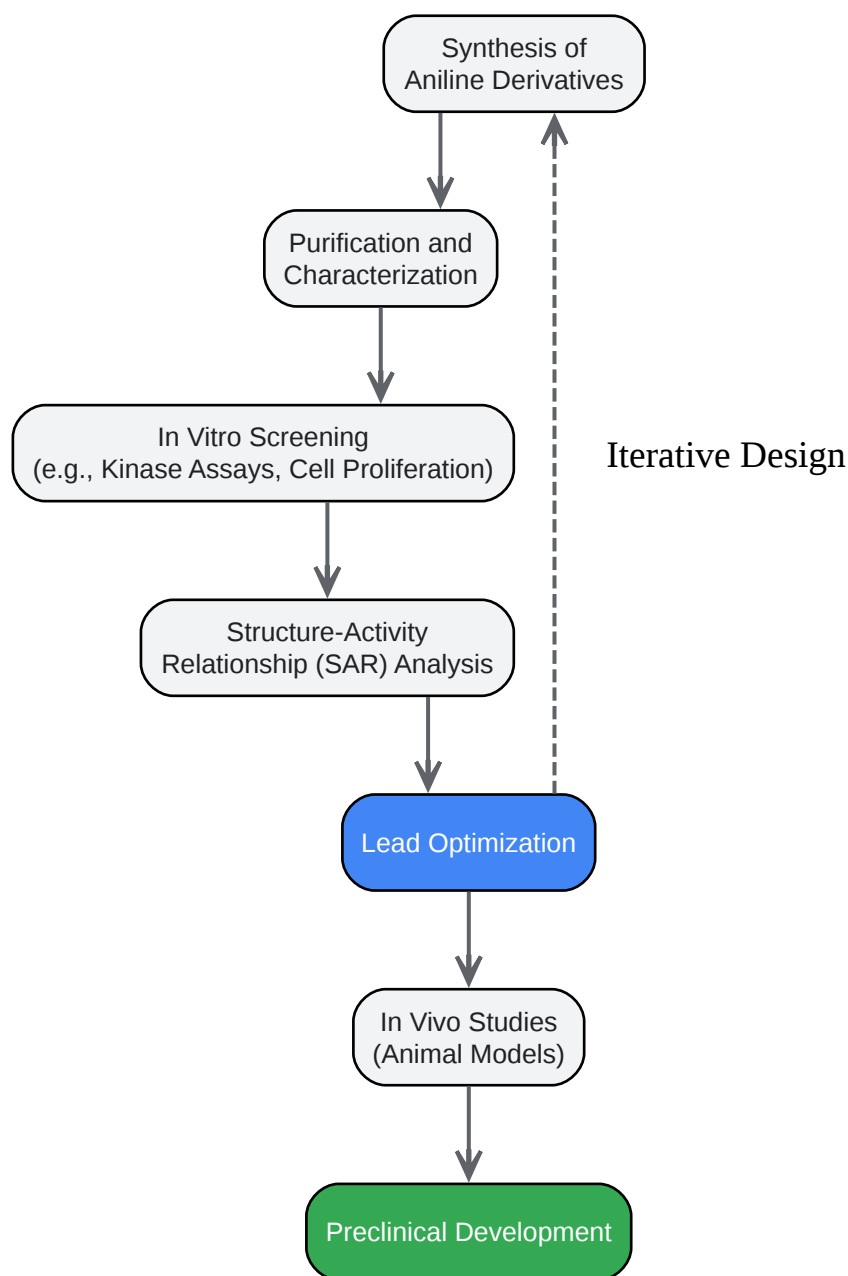 Synthesis of
Aniline Derivatives
Purification and
Characterization
In Vitro Screening
(e.g., Kinase Assays, Cell Proliferation)
Iterative Design
Structure-Activity
Relationship (SAR) Analysis
Lead Optimization
In Vivo Studies
(Animal Models)
Preclinical Development